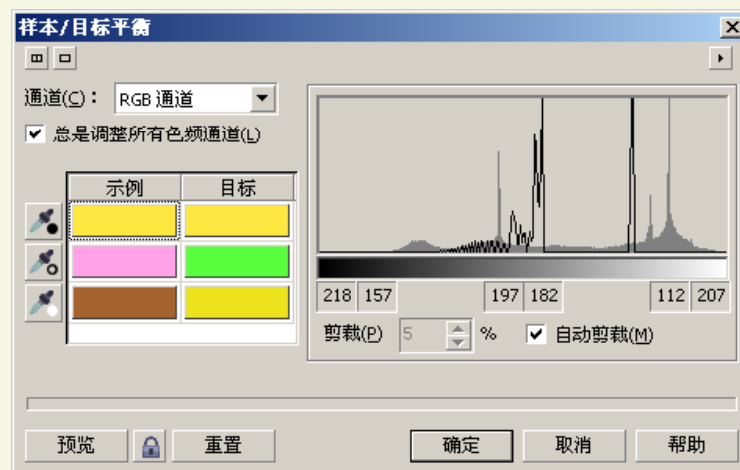 样本/目标平衡
通道(C)： RGB 通道
总是调整所有色频通道(L)
示例 目标
218 157 197 182 112 207
剪裁(P) 5 % 自动剪裁(M)
预览 重置 确定 取消 帮助